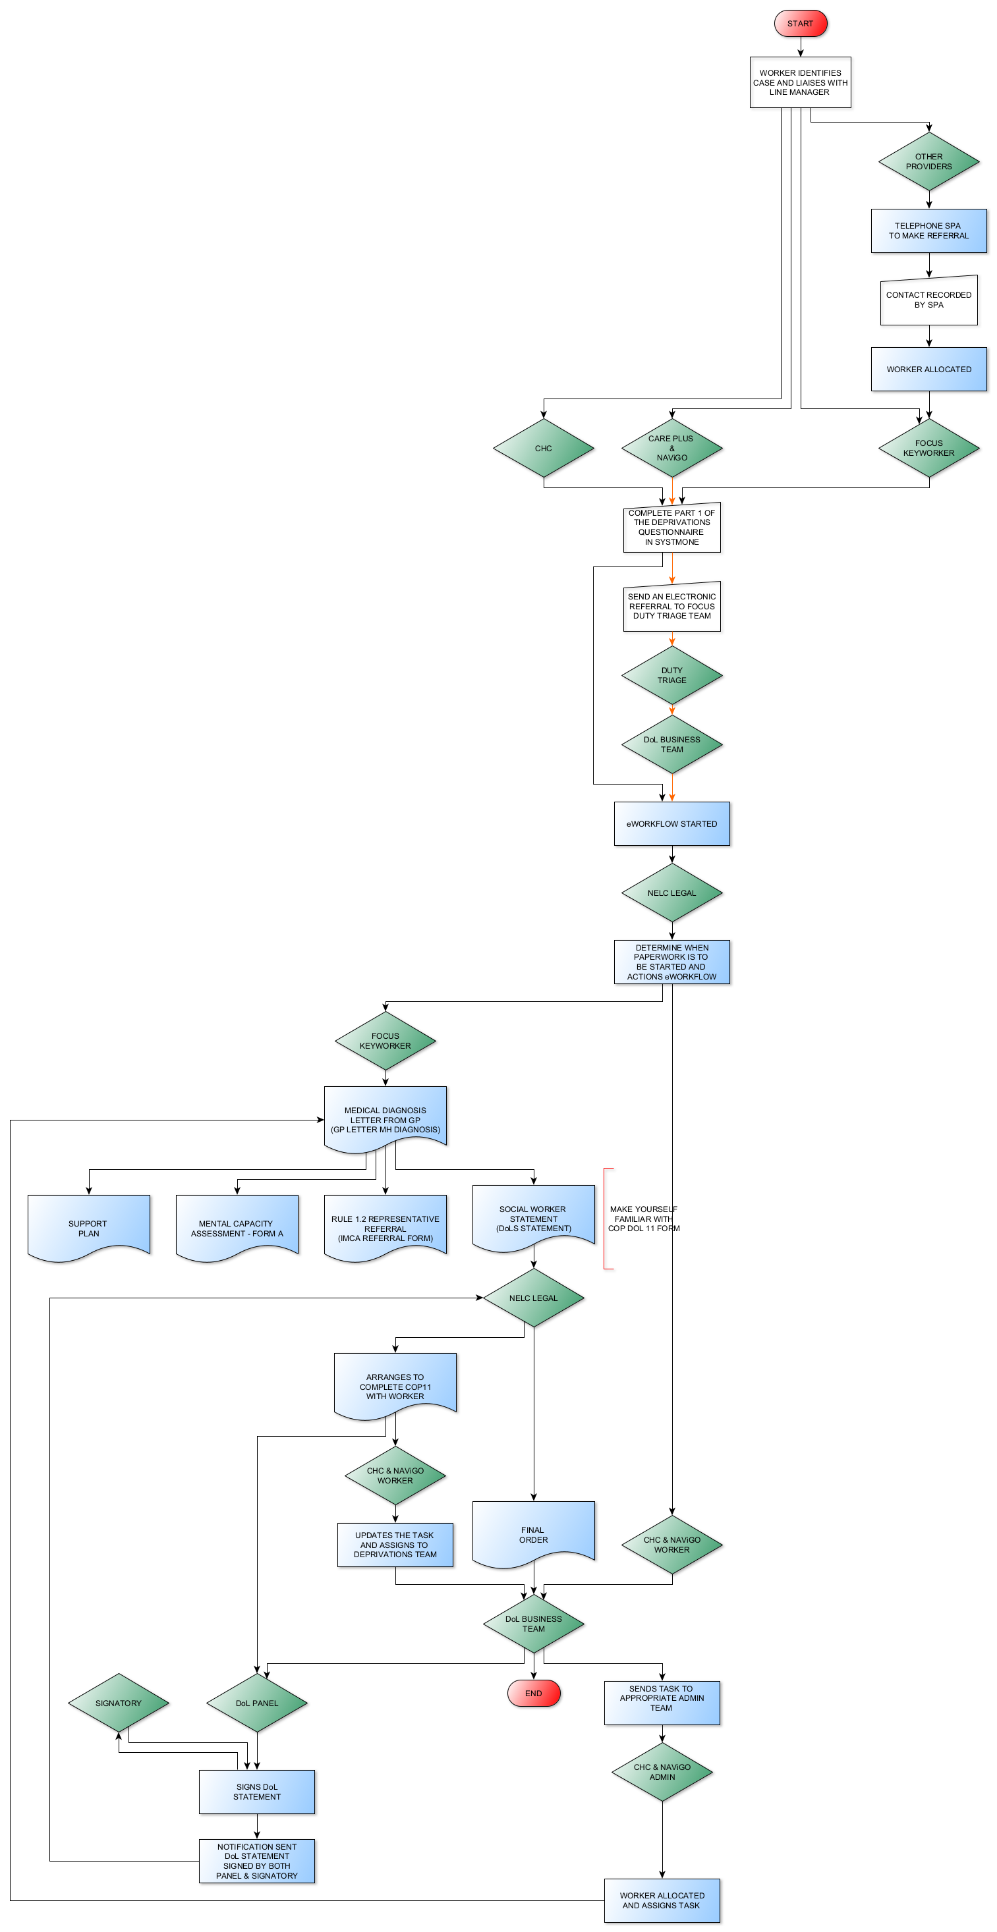 START
WORKER IDENTIFIES
CASE AND LIAISES WITH
LINE MANAGER
OTHER
PROVIDERS
TELEPHONE SPA
TO MAKE REFERRAL
CONTACT RECORDED
BY SPA
WORKER ALLOCATED
CHC
CARE PLUS
&
NAViGO
FOCUS
KEYWORKER
COMPLETE PART 1 OF
THE DEPRIVATIONS
QUESTIONNAIRE
IN SYSTMONE
SEND AN ELECTRONIC
REFERRAL TO FOCUS
DUTY TRIAGE TEAM
DUTY
TRIAGE
DoL BUSINESS
TEAM
eWORKFLOW STARTED
NELC LEGAL
DETERMINE WHEN
PAPERWORK IS TO
BE STARTED AND
ACTIONS eWORKFLOW
FOCUS
KEYWORKER
MEDICAL DIAGNOSIS
LETTER FROM GP
(GP LETTER MH DIAGNOSIS)
SUPPORT
PLAN
MENTAL CAPACITY
ASSESSMENT - FORM A
RULE 1.2 REPRESENTATIVE
REFERRAL
(IMCA REFERRAL FORM)
SOCIAL WORKER
STATEMENT
(DoLS STATEMENT)
MAKE YOURSELF
FAMILIAR WITH
COP DOL 11 FORM
NELC LEGAL
ARRANGES TO
COMPLETE COP11
WITH WORKER
CHC & NAViGO
WORKER
UPDATES THE TASK
AND ASSIGNS TO
DEPRIVATIONS TEAM
FINAL
ORDER
CHC & NAViGO
WORKER
DoL BUSINESS
TEAM
SIGNATORY
DoL PANEL
END
SENDS TASK TO
APPROPRIATE ADMIN
TEAM
SIGNS DoL
STATEMENT
CHC & NAViGO
ADMIN
NOTIFICATION SENT
DoL STATEMENT
SIGNED BY BOTH
PANEL & SIGNATORY
WORKER ALLOCATED
AND ASSIGNS TASK